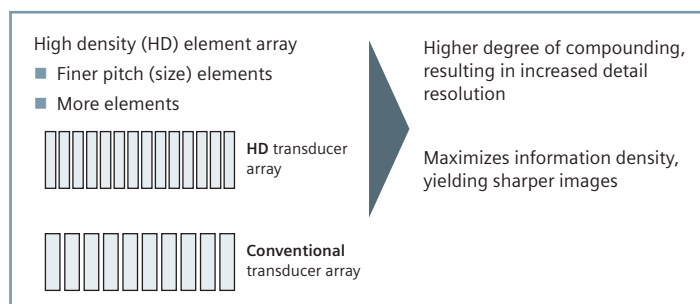 High density (HD) element array
Finer pitch (size) elements
More elements
HD transducer
array
Conventional
transducer array
Higher degree of compounding,
resulting in increased detail
resolution
Maximizes information density,
yielding sharper images